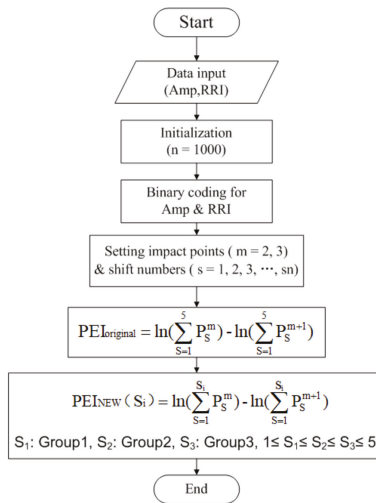 Start
Data input
(Amp,RRI)
Initialization
(n = 1000)
Binary coding for
Amp & RRI
Setting impact points ( m = 2, 3)
& shift numbers ( s = 1, 2, 3, ⋯, sn)
PEIoriginal = ln(∑_{S=1}^{5} P_S^m) - ln(∑_{S=1}^{5} P_S^{m+1})
PEINEW (Si) = ln(∑_{S=1}^{Si} P_S^m) - ln(∑_{S=1}^{Si} P_S^{m+1})
S₁: Group1, S₂: Group2, S₃: Group3, 1≤ S₁≤ S₂≤ S₃≤ 5
End